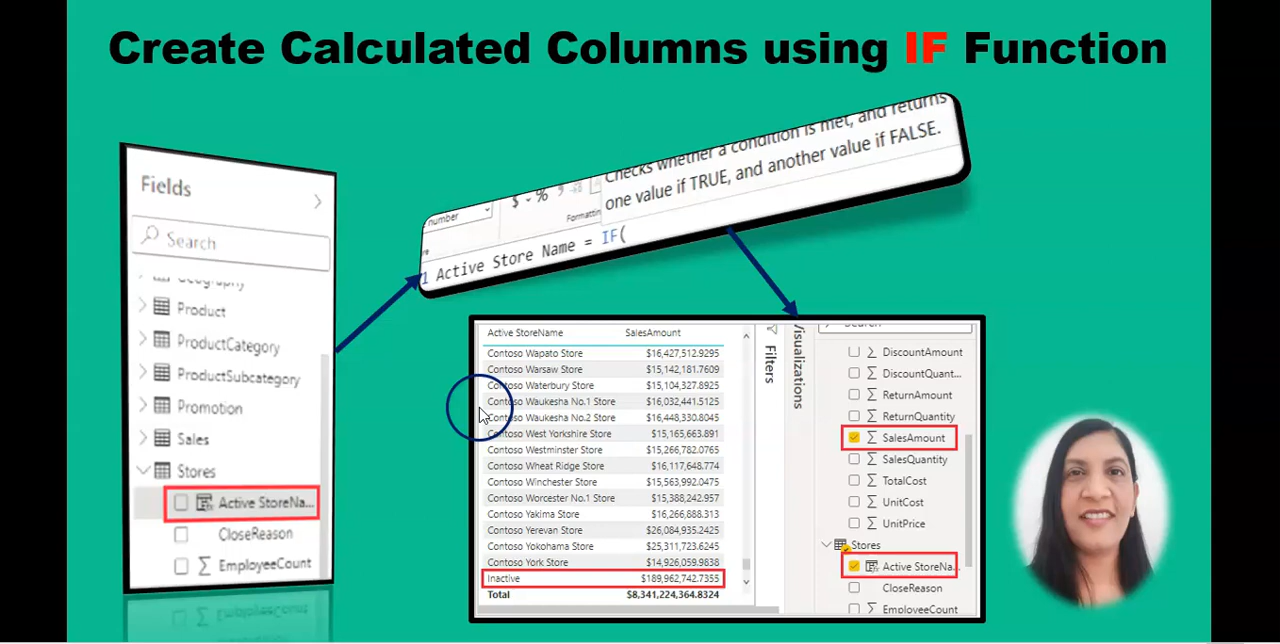 Create Calculated Columns using IF Function
Fields
Search
Geography
Product
ProductCategory
ProductSubcategory
Promotion
Sales
Stores
Active StoreNa...
CloseReason
EmployeeCount
Checks whether a condition is met, and returns
one value if TRUE, and another value if FALSE.
number
$ % 9
Formatting
1 Active Store Name = IF(
Active StoreName SalesAmount
Contoso Wapato Store $16,427,512.9295
Contoso Warsaw Store $15,142,181.7609
Contoso Waterbury Store $15,104,327.8925
Contoso Waukesha No.1 Store $16,032,441.5125
Contoso Waukesha No.2 Store $16,448,330.8045
Contoso West Yorkshire Store $15,165,663.891
Contoso Westminster Store $15,266,782.0765
Contoso Wheat Ridge Store $16,117,648.774
Contoso Winchester Store $15,563,992.0475
Contoso Worcester No.1 Store $15,388,242.957
Contoso Yakima Store $16,266,888.313
Contoso Yerevan Store $26,084,935.2425
Contoso Yokohama Store $25,311,723.6245
Contoso York Store $14,926,059.9838
Inactive $189,962,742.7355
Total $8,341,224,364.8324
Filters
Visualizations
DiscountAmount
DiscountQuant...
ReturnAmount
ReturnQuantity
SalesAmount
SalesQuantity
TotalCost
UnitCost
UnitPrice
Stores
Active StoreNa...
CloseReason
EmployeeCount